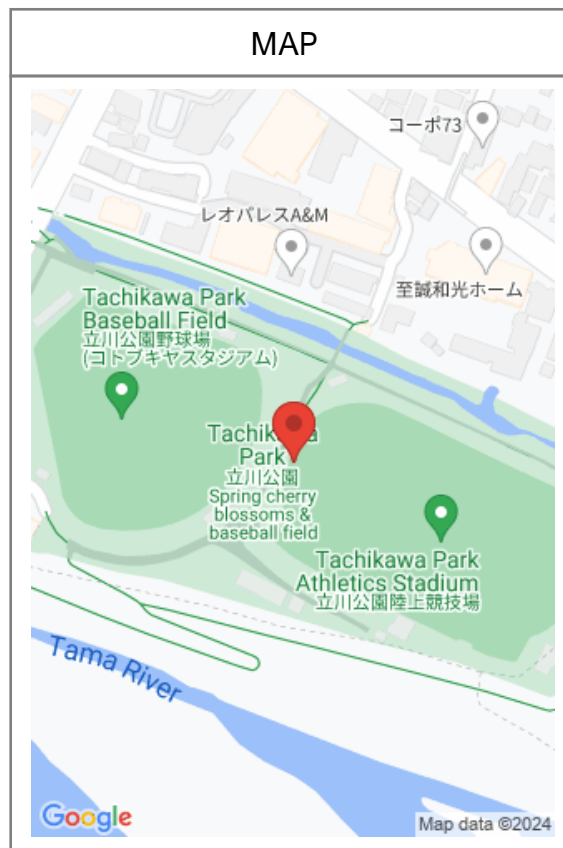 MAP
コーポ73
レオパレスA&M
至誠和光ホーム
Tachikawa Park
Baseball Field
立川公園野球場
(コトブキヤスタジアム)
Tachikawa
Park
立川公園
Spring cherry
blossoms &
baseball field
Tachikawa Park
Athletics Stadium
立川公園陸上競技場
Tama River
Google
Map data ©2024